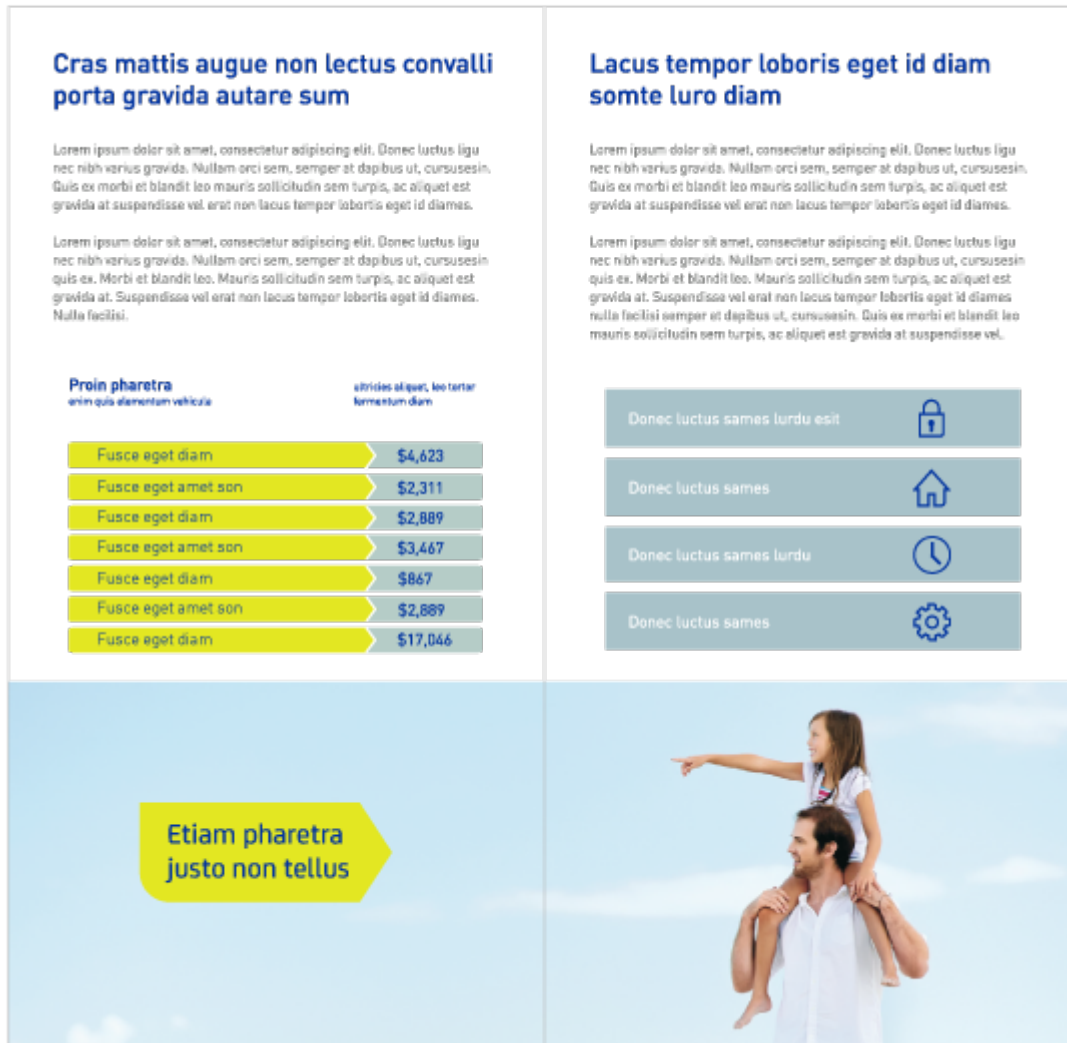 Cras mattis augue non lectus convalli
porta gravida autare sum
Lorem ipsum dolor sit amet, consectetur adipiscing elit. Donec luctus ligu
nec nibh varius gravida. Nullam orci sem, semper at dapibus ut, cursusesin.
Quis ex morbi et blandit leo mauris sollicitudin sem turpis, ac aliquet est
gravida at suspendisse vel erat non lacus tempor lobortis eget id diames.
Lorem ipsum dolor sit amet, consectetur adipiscing elit. Donec luctus ligu
nec nibh varius gravida. Nullam orci sem, semper at dapibus ut, cursusesin
quis ex. Morbi et blandit leo. Mauris sollicitudin sem turpis, ac aliquet est
gravida at. Suspendisse vel erat non lacus tempor lobortis eget id diames.
Nulla facilisi.
Proin pharetra
enim quis elementum vehicula
ultricies aliquet, leo tortor
fermentum diam
Fusce eget diam $4,623
Fusce eget amet son $2,311
Fusce eget diam $2,889
Fusce eget amet son $3,467
Fusce eget diam $867
Fusce eget amet son $2,889
Fusce eget diam $17,046
Lacus tempor loboris eget id diam
somte luro diam
Lorem ipsum dolor sit amet, consectetur adipiscing elit. Donec luctus ligu
nec nibh varius gravida. Nullam orci sem, semper at dapibus ut, cursusesin.
Quis ex morbi et blandit leo mauris sollicitudin sem turpis, ac aliquet est
gravida at suspendisse vel erat non lacus tempor lobortis eget id diames.
Lorem ipsum dolor sit amet, consectetur adipiscing elit. Donec luctus ligu
nec nibh varius gravida. Nullam orci sem, semper at dapibus ut, cursusesin
quis ex. Morbi et blandit leo. Mauris sollicitudin sem turpis, ac aliquet est
gravida at. Suspendisse vel erat non lacus tempor lobortis eget id diames
nulla facilisi semper at dapibus ut, cursusesin. Quis ex morbi et blandit leo
mauris sollicitudin sem turpis, ac aliquet est gravida at suspendisse vel.
Donec luctus sames lurdu esit
Donec luctus sames
Donec luctus sames lurdu
Donec luctus sames
Etiam pharetra
justo non tellus